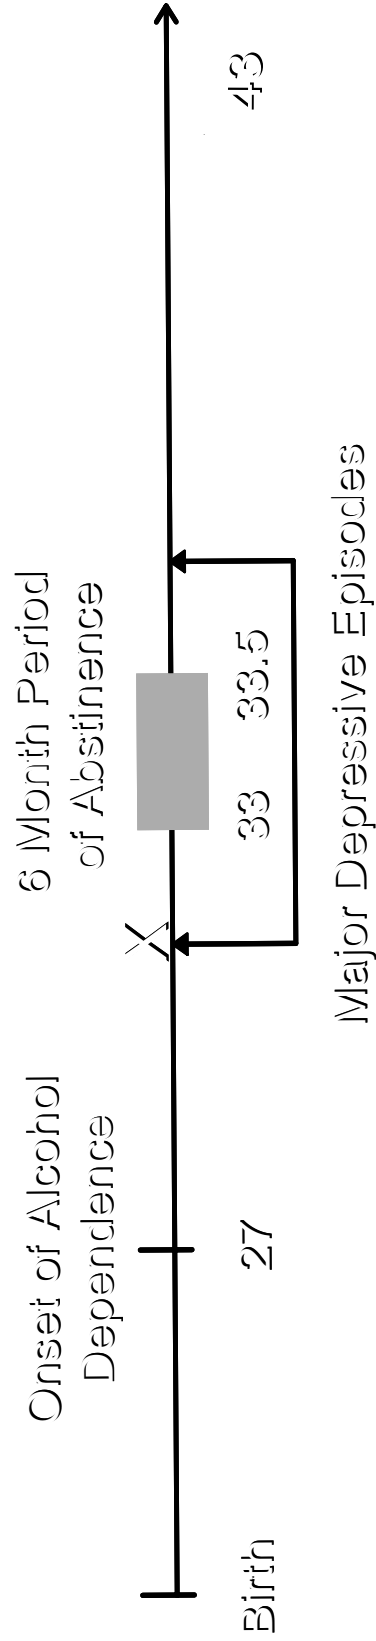 Onset of Alcohol
Dependence
6 Month Period
of Abstinence
X
Birth
27
33
33.5
43
Major Depressive Episodes